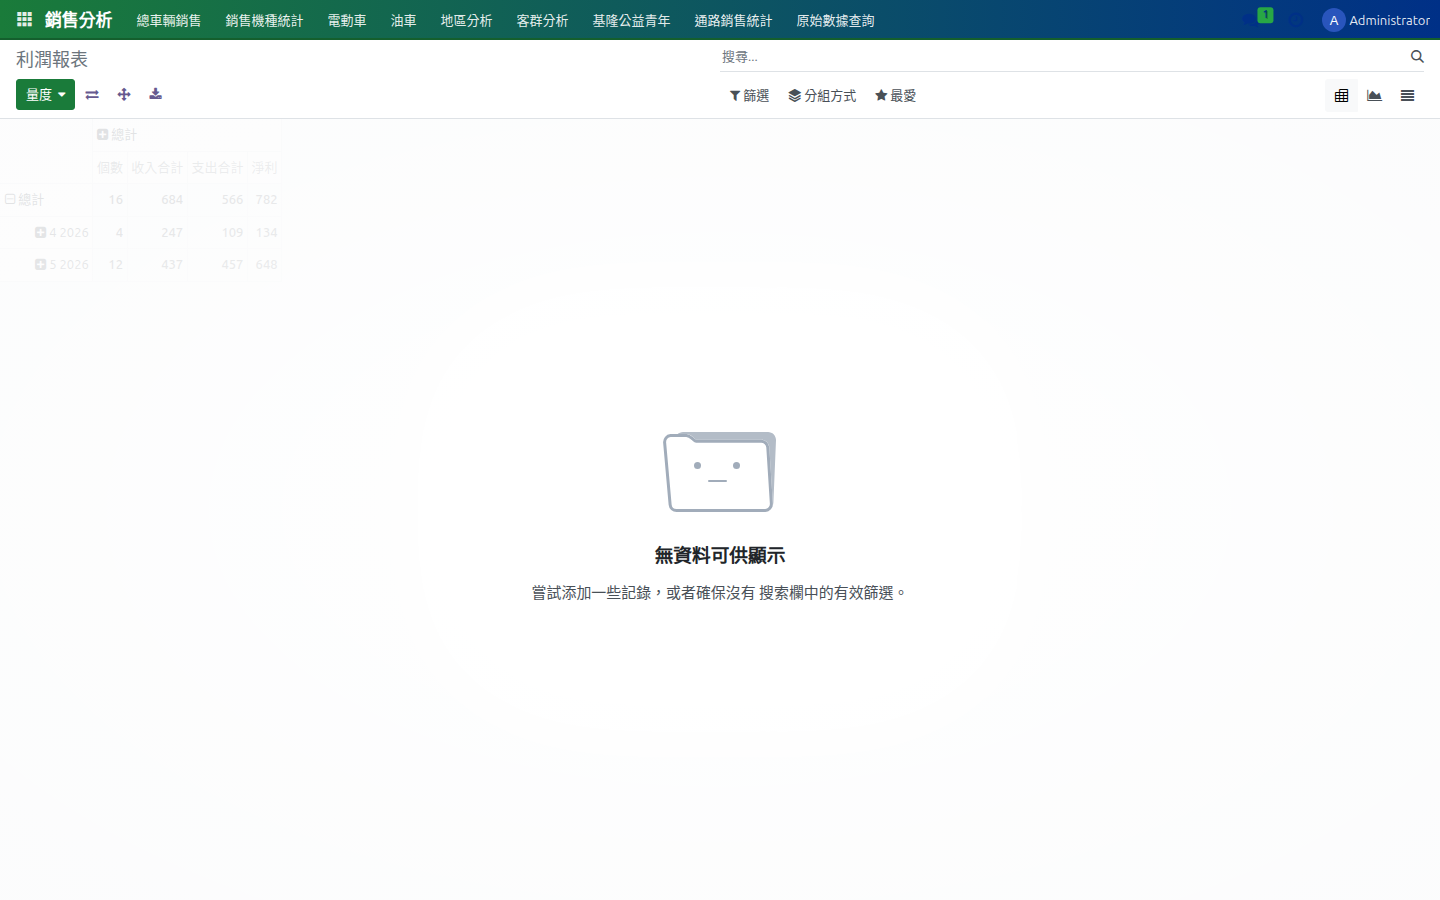 銷售分析 總車輛銷售 銷售機種統計 電動車 油車 地區分析 客群分析 基隆公益青年 通路銷售統計 原始數據查詢 1 A Administrator
利潤報表
搜尋...
量度
篩選 分組方式 最愛
總計
個數 收入合計 支出合計 淨利
總計 16 684 566 782
4 2026 4 247 109 134
5 2026 12 437 457 648
無資料可供顯示
嘗試添加一些記錄，或者確保沒有 搜索欄中的有效篩選。